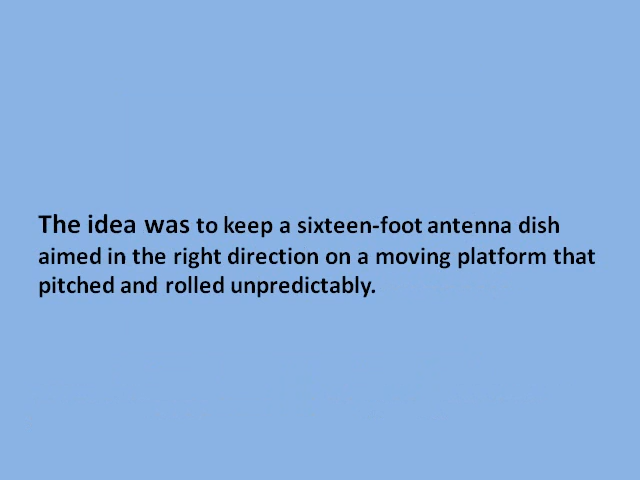 The idea was to keep a sixteen-foot antenna dish
aimed in the right direction on a moving platform that
pitched and rolled unpredictably.